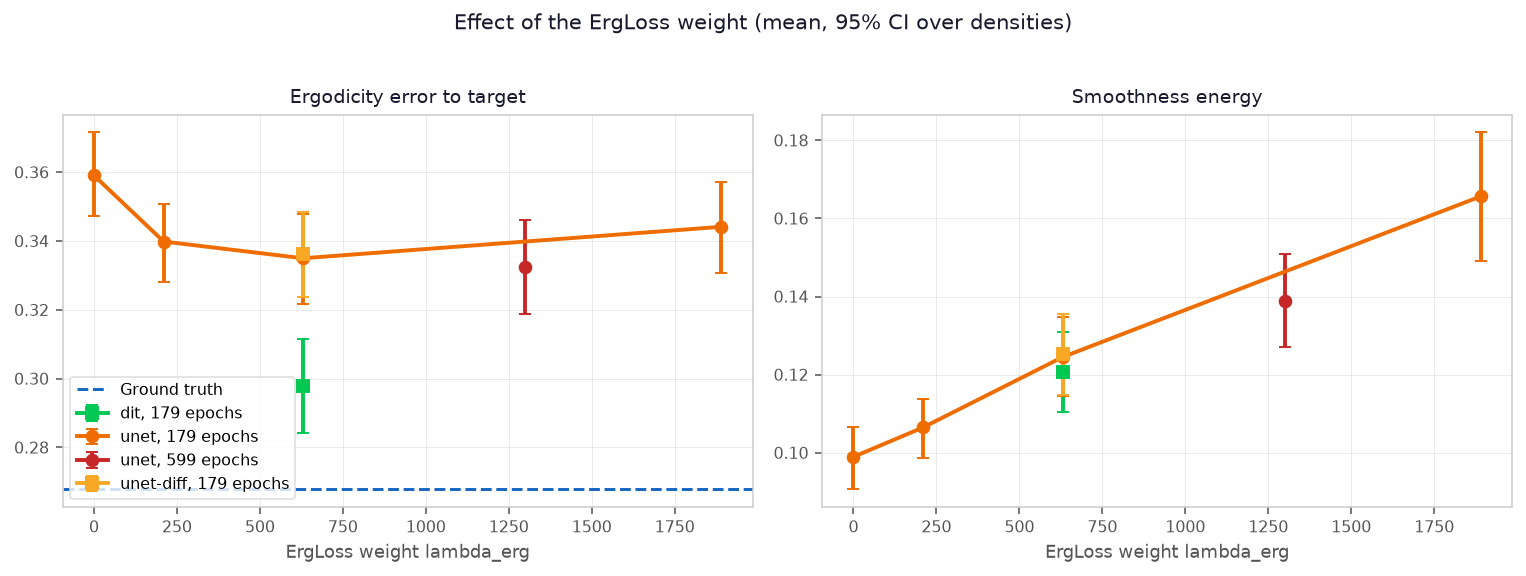 Effect of the ErgLoss weight (mean, 95% CI over densities)
Ergodicity error to target
0.36
0.34
0.32
0.30
0.28
Ground truth
dit, 179 epochs
unet, 179 epochs
unet, 599 epochs
unet-diff, 179 epochs
0 250 500 750 1000 1250 1500 1750
ErgLoss weight lambda_erg
Smoothness energy
0.18
0.16
0.14
0.12
0.10
0 250 500 750 1000 1250 1500 1750
ErgLoss weight lambda_erg